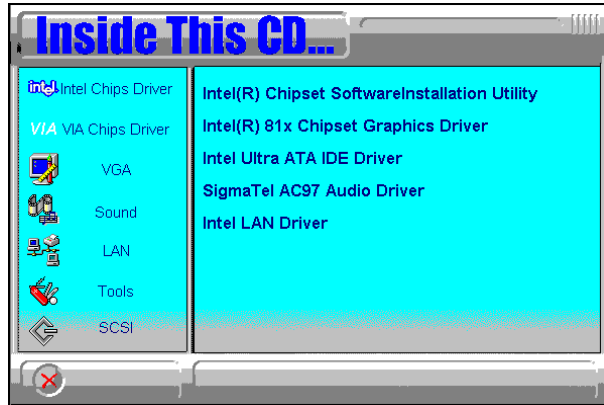 Inside This CD...
intel Intel Chips Driver
VIA VIA Chips Driver
VGA
Sound
LAN
Tools
SCSI
Intel(R) Chipset SoftwareInstallation Utility
Intel(R) 81x Chipset Graphics Driver
Intel Ultra ATA IDE Driver
SigmaTel AC97 Audio Driver
Intel LAN Driver